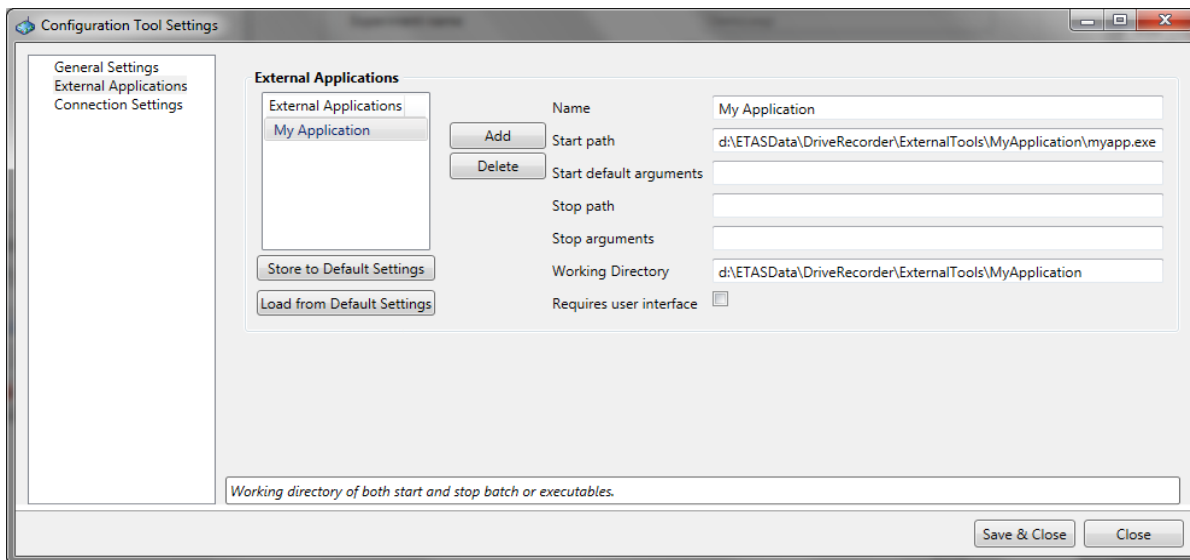 Configuration Tool Settings
General Settings
External Applications
Connection Settings
External Applications
External Applications
My Application
Add
Delete
Store to Default Settings
Load from Default Settings
Name My Application
Start path d:\ETASData\DriveRecorder\ExternalTools\MyApplication\myapp.exe
Start default arguments
Stop path
Stop arguments
Working Directory d:\ETASData\DriveRecorder\ExternalTools\MyApplication
Requires user interface
Working directory of both start and stop batch or executables.
Save & Close Close